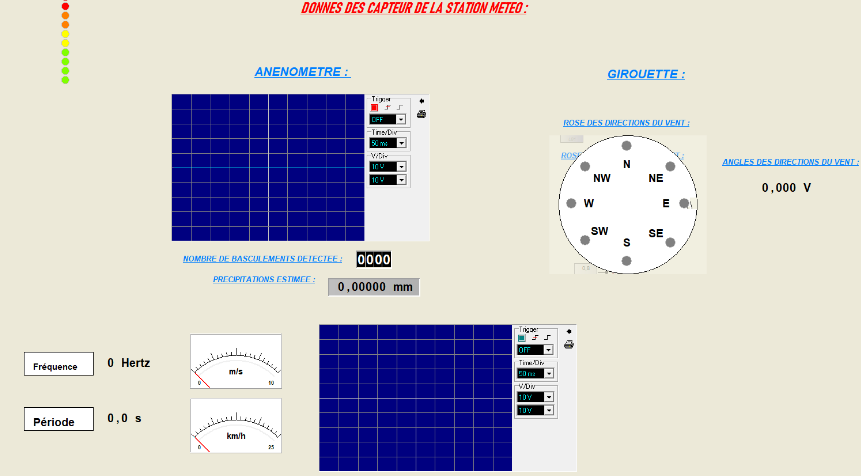 DONNES DES CAPTEUR DE LA STATION METEO :
ANENOMETRE :
GIROUETTE :
Trigger
OFF
Time/Div
50 ms
V/Div
10 V
10 V
ROSE DES DIRECTIONS DU VENT :
N
NW NE
W E
SW SE
S
ANGLES DES DIRECTIONS DU VENT :
0,000 V
NOMBRE DE BASCULEMENTS DETECTEE :
0000
PRECIPITATIONS ESTIMEE :
0,00000 mm
Fréquence
0 Hertz
m/s
0 10
Période
0,0 s
km/h
0 25
Trigger
OFF
Time/Div
50 ms
V/Div
10 V
10 V